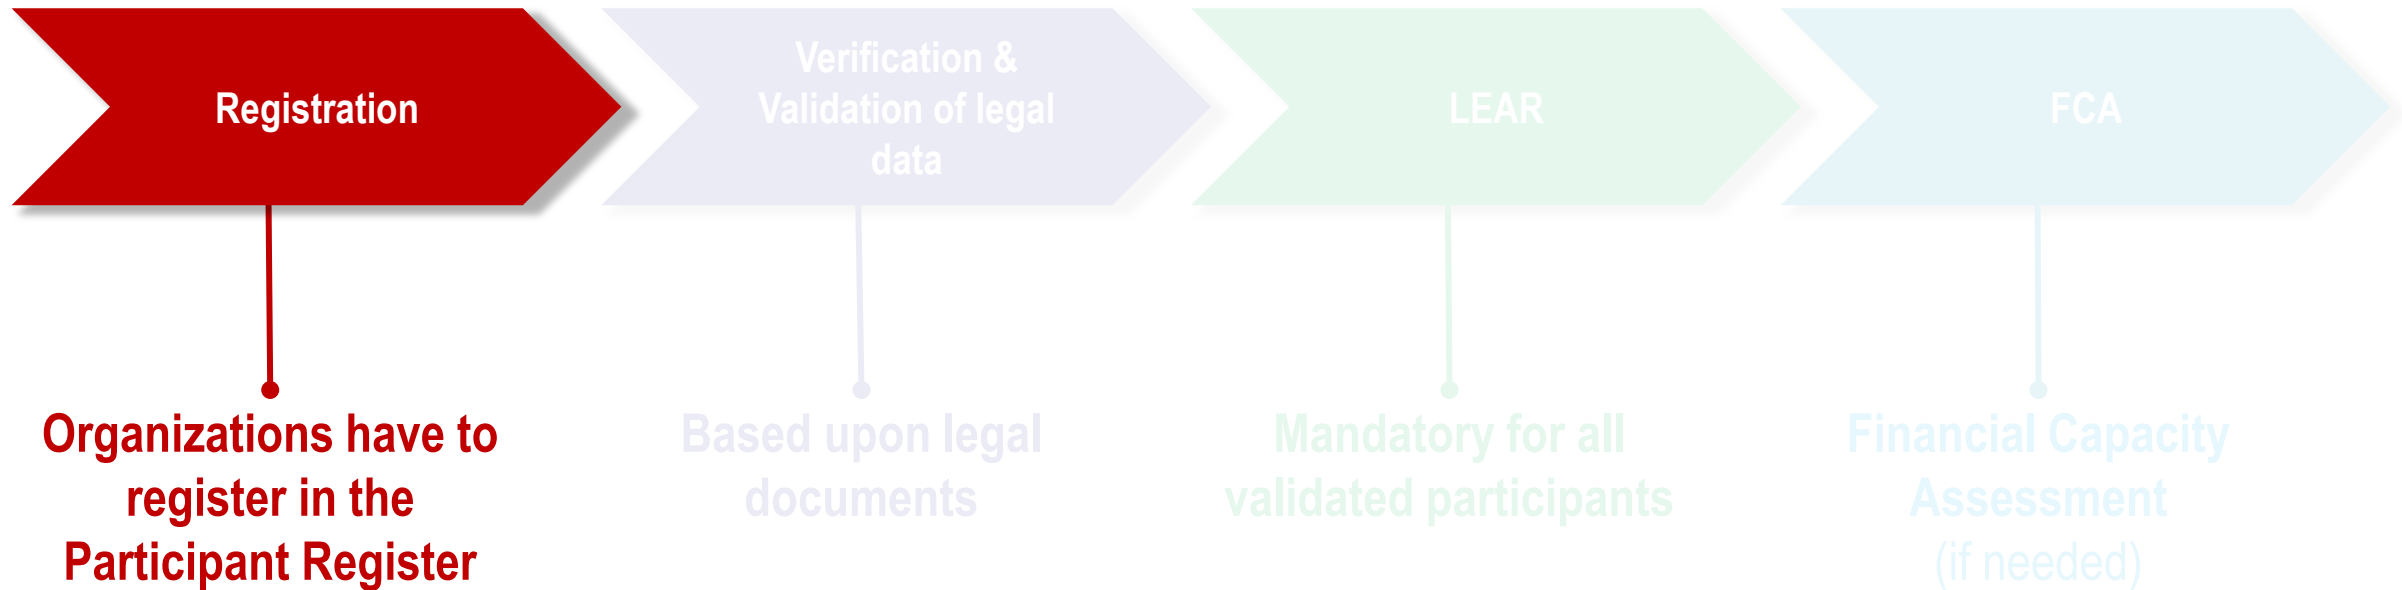 Registration
Verification &
Validation of legal
data
LEAR
FCA
Organizations have to
register in the
Participant Register
Based upon legal
documents
Mandatory for all
validated participants
Financial Capacity
Assessment
(if needed)